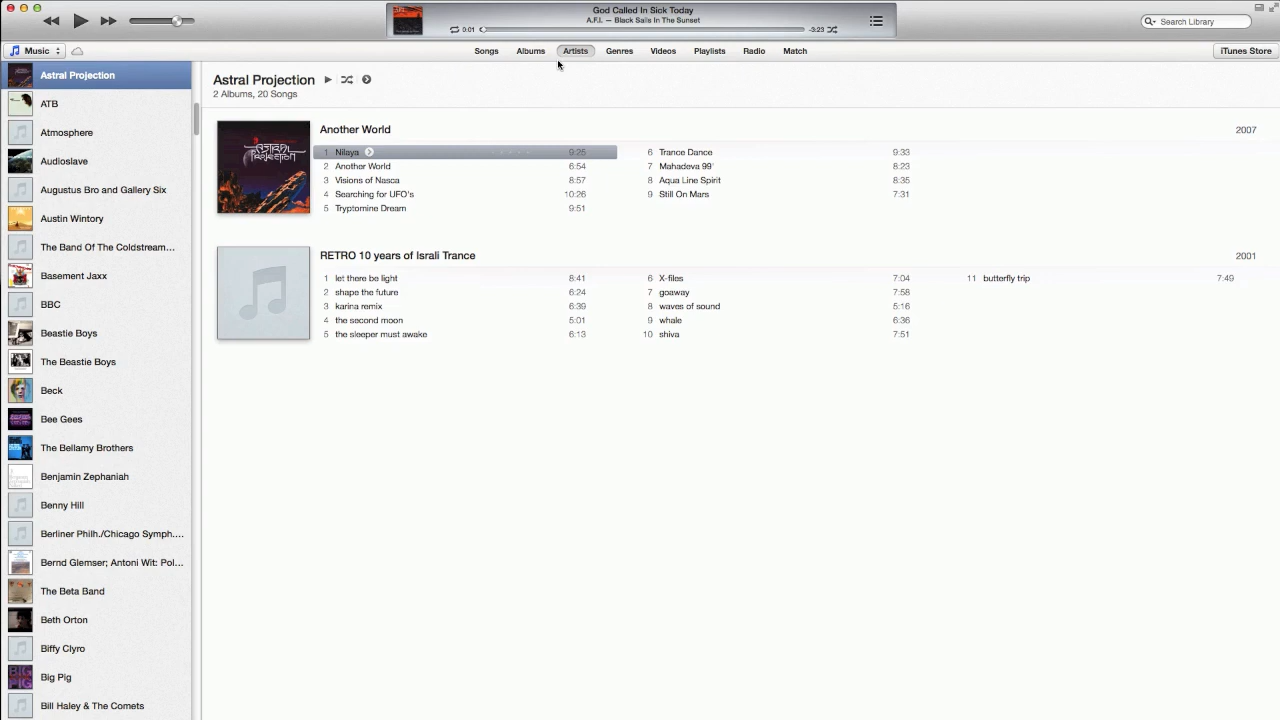 God Called In Sick Today
A.F.I. — Black Sails In The Sunset
0:01
-3:23
Search Library
Music
Songs
Albums
Artists
Genres
Videos
Playlists
Radio
Match
iTunes Store
Astral Projection
ATB
Atmosphere
Audioslave
Augustus Bro and Gallery Six
Austin Wintory
The Band Of The Coldstream...
Basement Jaxx
BBC
Beastie Boys
The Beastie Boys
Beck
Bee Gees
The Bellamy Brothers
Benjamin Zephaniah
Benny Hill
Berliner Philh./Chicago Symph....
Bernd Glemser; Antoni Wit: Pol...
The Beta Band
Beth Orton
Biffy Clyro
Big Pig
Bill Haley & The Comets
Astral Projection
2 Albums, 20 Songs
Another World 2007
1 Nilaya 9:25
2 Another World 6:54
3 Visions of Nasca 8:57
4 Searching for UFO's 10:26
5 Tryptomine Dream 9:51
6 Trance Dance 9:33
7 Mahadeva 99' 8:23
8 Aqua Line Spirit 8:35
9 Still On Mars 7:31
RETRO 10 years of Israli Trance 2001
1 let there be light 8:41
2 shape the future 6:24
3 karina remix 6:39
4 the second moon 5:01
5 the sleeper must awake 6:13
6 X-files 7:04
7 goaway 7:58
8 waves of sound 5:16
9 whale 6:36
10 shiva 7:51
11 butterfly trip 7:49